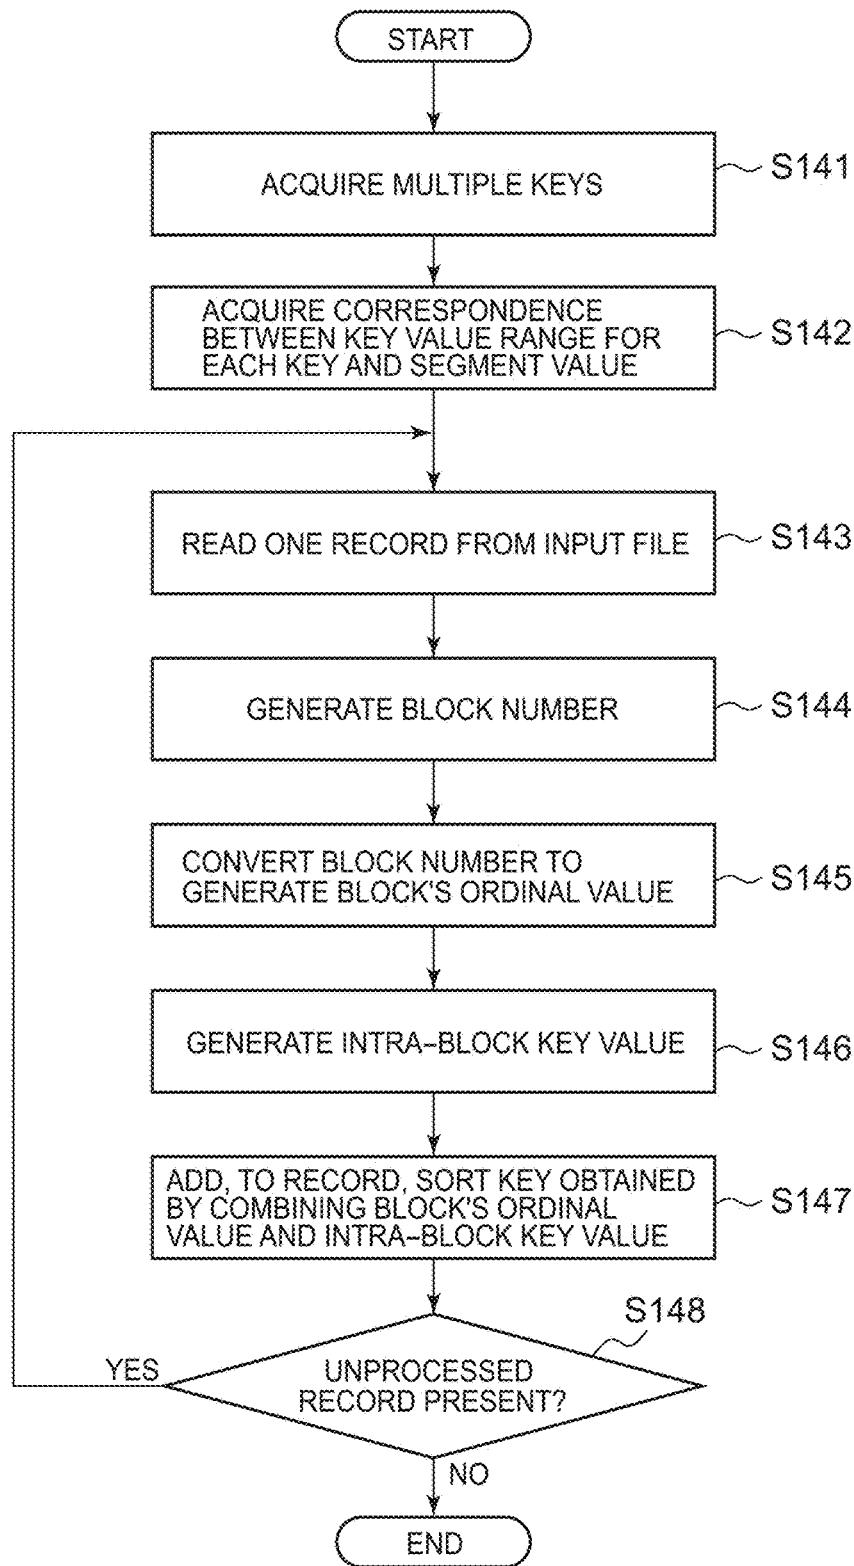 START
ACQUIRE MULTIPLE KEYS
S141
ACQUIRE CORRESPONDENCE
BETWEEN KEY VALUE RANGE FOR
EACH KEY AND SEGMENT VALUE
S142
READ ONE RECORD FROM INPUT FILE
S143
GENERATE BLOCK NUMBER
S144
CONVERT BLOCK NUMBER TO
GENERATE BLOCK'S ORDINAL VALUE
S145
GENERATE INTRA-BLOCK KEY VALUE
S146
ADD, TO RECORD, SORT KEY OBTAINED
BY COMBINING BLOCK'S ORDINAL
VALUE AND INTRA-BLOCK KEY VALUE
S147
S148
YES
UNPROCESSED
RECORD PRESENT?
NO
END